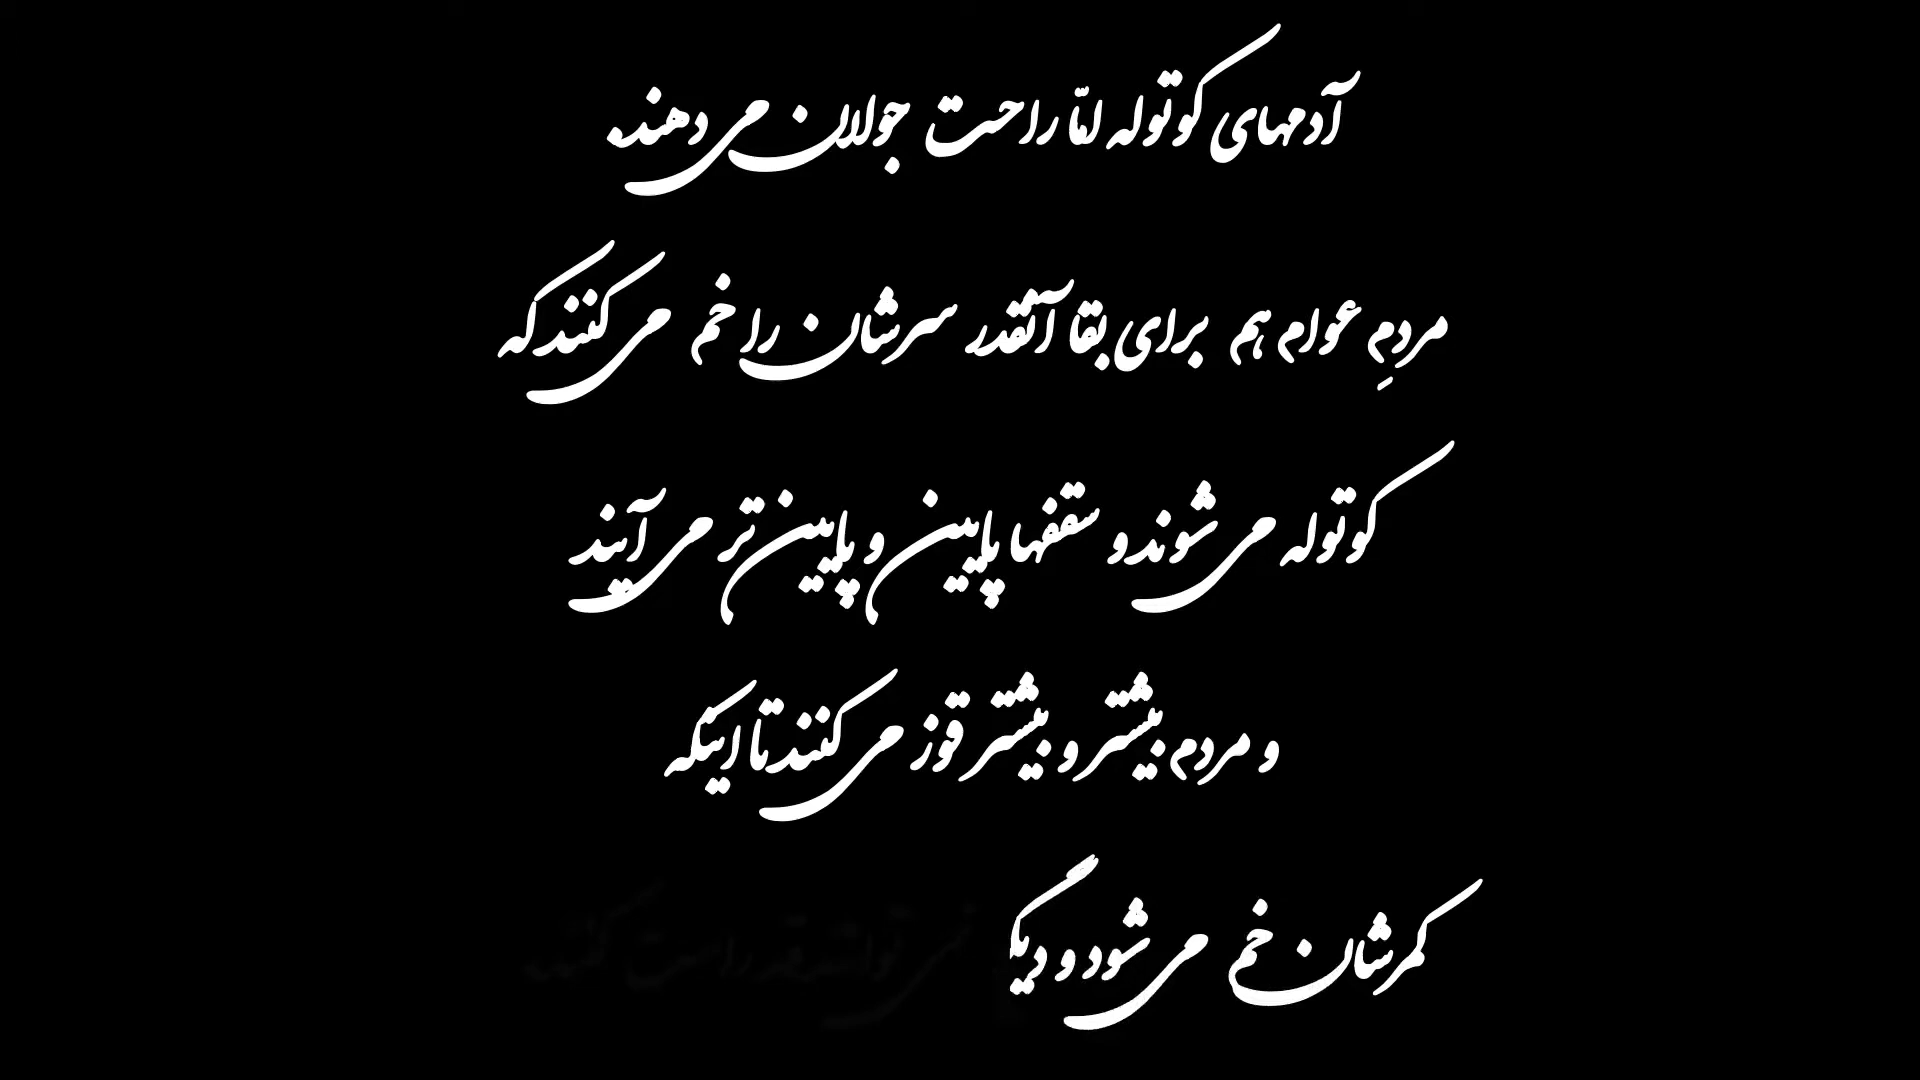 آدمهای کوتوله امّا راحت جولان می دهند.
مردمِ عوام هم برای بقا آنقدر سرشان را خم می کنند که
کوتوله می شوند و سقفها پایین و پایین تر می آیند
و مردم بیشتر و بیشتر قوز می کنند تا اینکه
کمرشان خم می شود و دیگ